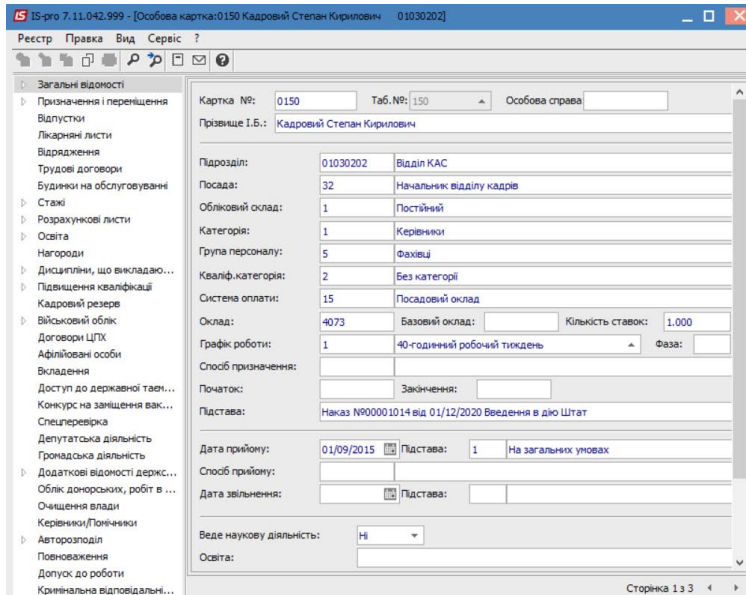 IS-pro 7.11.042.999 - [Особова картка:0150 Кадровий Степан Кирилович 01030202]
Реєстр Правка Вид Сервіс ?
Загальні відомості
Призначення і переміщення
Відпустки
Лікарняні листи
Відрядження
Трудові договори
Будинки на обслуговуванні
Стажі
Розрахункові листи
Освіта
Нагороди
Дисципліни, що викладаю...
Підвищення кваліфікації
Кадровий резерв
Військовий облік
Договори ЦПХ
Афілійовані особи
Вкладення
Доступ до державної таєм...
Конкурс на заміщення вак...
Спецперевірка
Депутатська діяльність
Громадська діяльність
Додаткові відомості держс...
Облік донорських, робіт в ...
Очищення влади
Керівники/Помічники
Авторозподіл
Повноваження
Допуск до роботи
Кримінальна відповідальні...
Картка №: 0150 Таб.№: 150 Особова справа
Прізвище І.Б.: Кадровий Степан Кирилович
Підрозділ: 01030202 Відділ КАС
Посада: 32 Начальник відділу кадрів
Обліковий склад: 1 Постійний
Категорія: 1 Керівники
Група персоналу: 5 Фахівці
Кваліф.категорія: 2 Без категорії
Система оплати: 15 Посадовий оклад
Оклад: 4073 Базовий оклад: Кількість ставок: 1.000
Графік роботи: 1 40-годинний робочий тиждень Фаза:
Спосіб призначення:
Початок: Закінчення:
Підстава: Наказ №00001014 від 01/12/2020 Введення в дію Штат
Дата прийому: 01/09/2015 Підстава: 1 На загальних умовах
Спосіб прийому:
Дата звільнення: Підстава:
Веде наукову діяльність: Ні
Освіта:
Сторінка 1 з 3